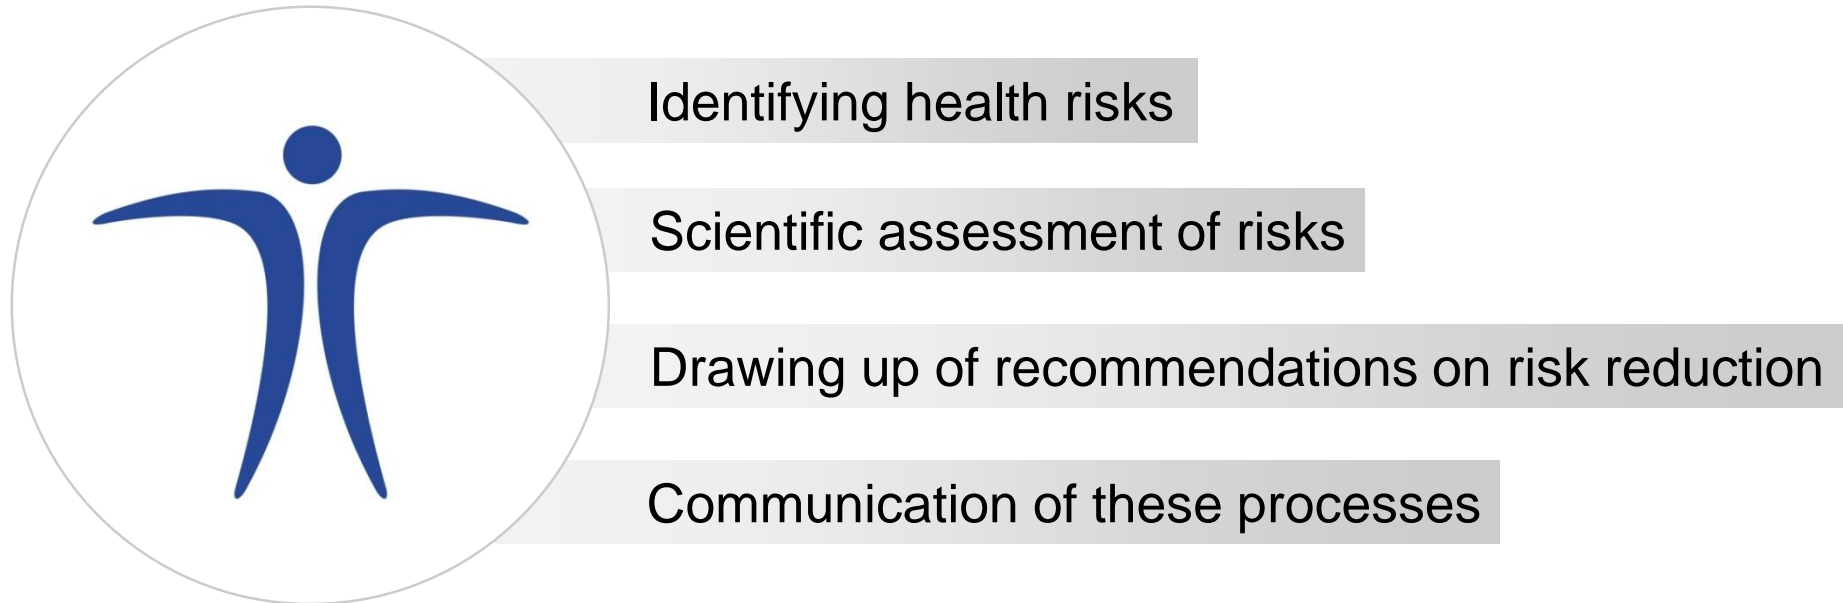 Identifying health risks
Scientific assessment of risks
Drawing up of recommendations on risk reduction
Communication of these processes